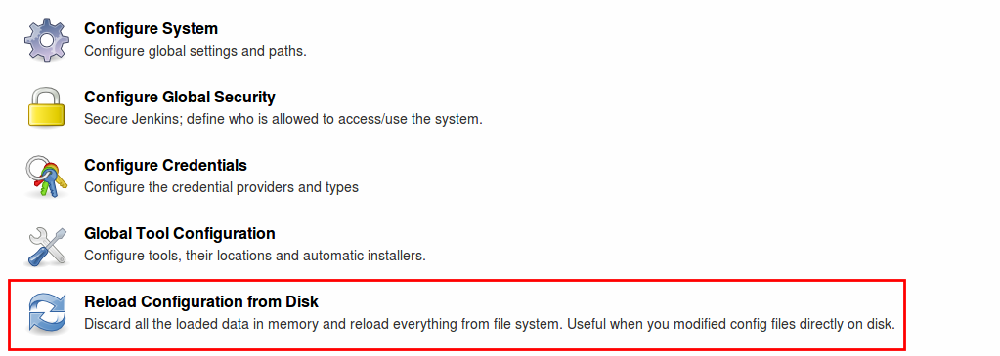 Configure System
Configure global settings and paths.
Configure Global Security
Secure Jenkins; define who is allowed to access/use the system.
Configure Credentials
Configure the credential providers and types
Global Tool Configuration
Configure tools, their locations and automatic installers.
Reload Configuration from Disk
Discard all the loaded data in memory and reload everything from file system. Useful when you modified config files directly on disk.